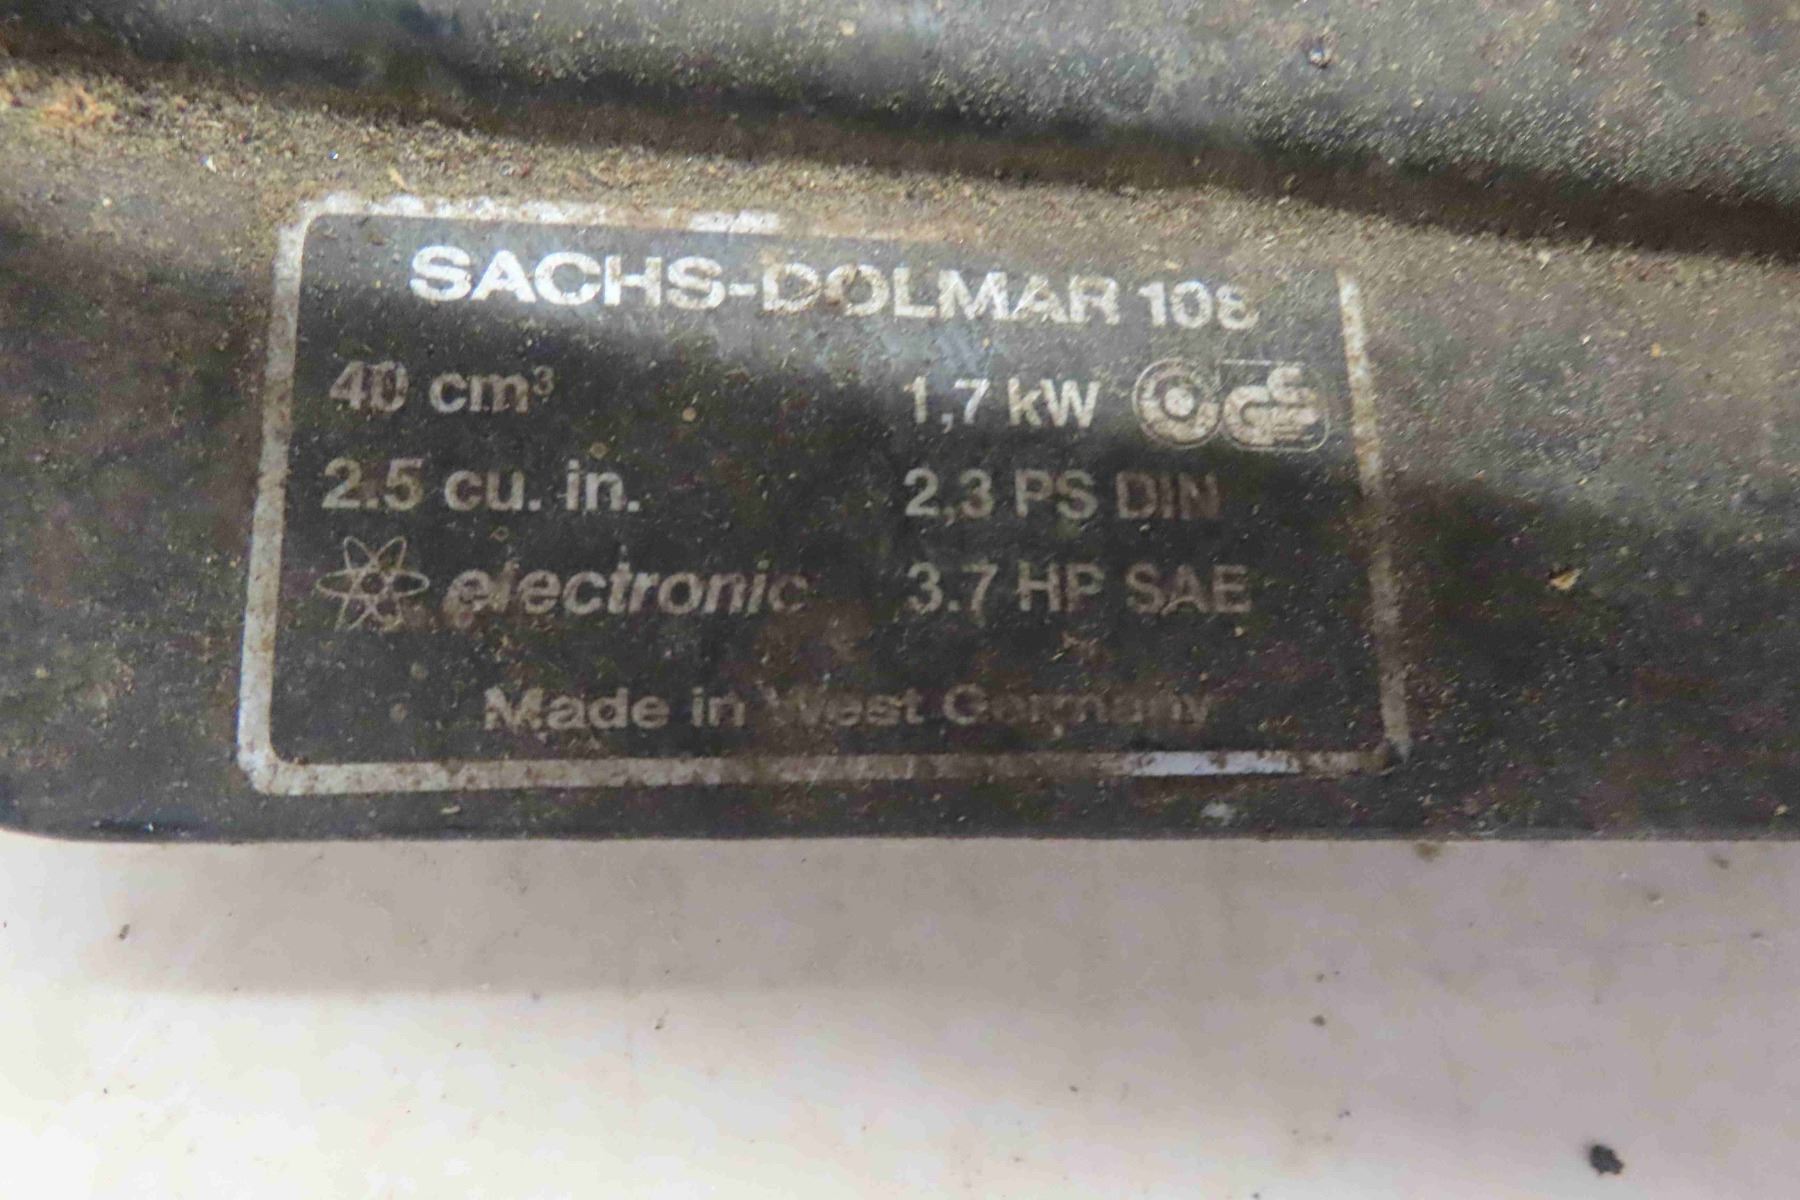 SACHS-DOLMAR 108
40 cm³ 1,7 kW GS
2.5 cu. in. 2,3 PS DIN
electronic 3.7 HP SAE
Made in West Germany